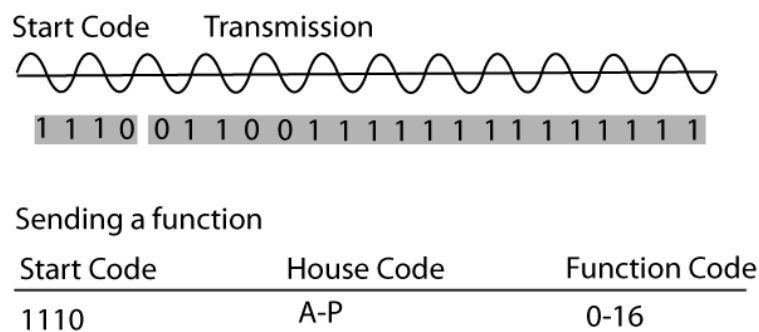 Start Code Transmission
1 1 1 0 0 1 1 0 0 1 1 1 1 1 1 1 1 1 1 1 1 1 1
Sending a function
Start Code House Code Function Code
1110 A-P 0-16